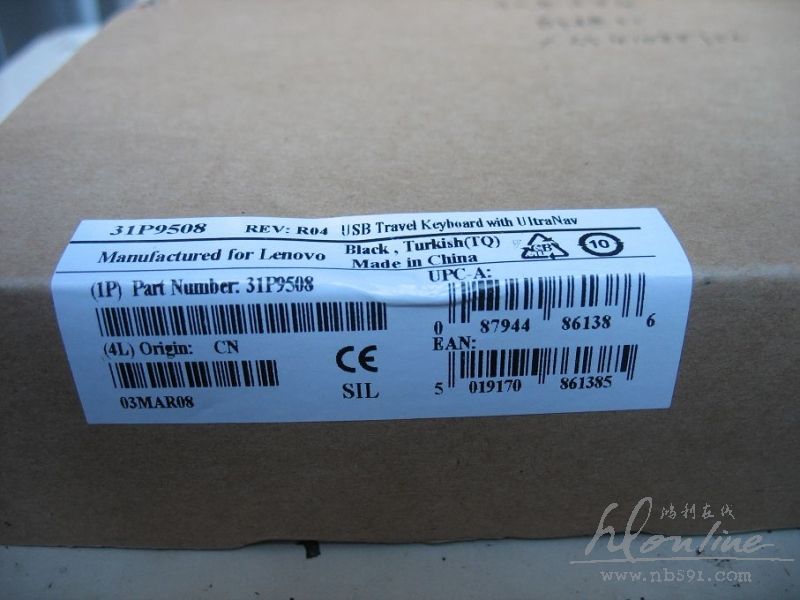 31P9508 REV: R04 USB Travel Keyboard with UltraNav
Manufactured for Lenovo Black , Turkish(TQ)
Made in China
10
(1P) Part Number: 31P9508
UPC-A:
0 87944 86138 6
(4L) Origin: CN
EAN:
5 019170 861385
CE
SIL
03MAR08
鸿利在线
hlonline
www.nb591.com